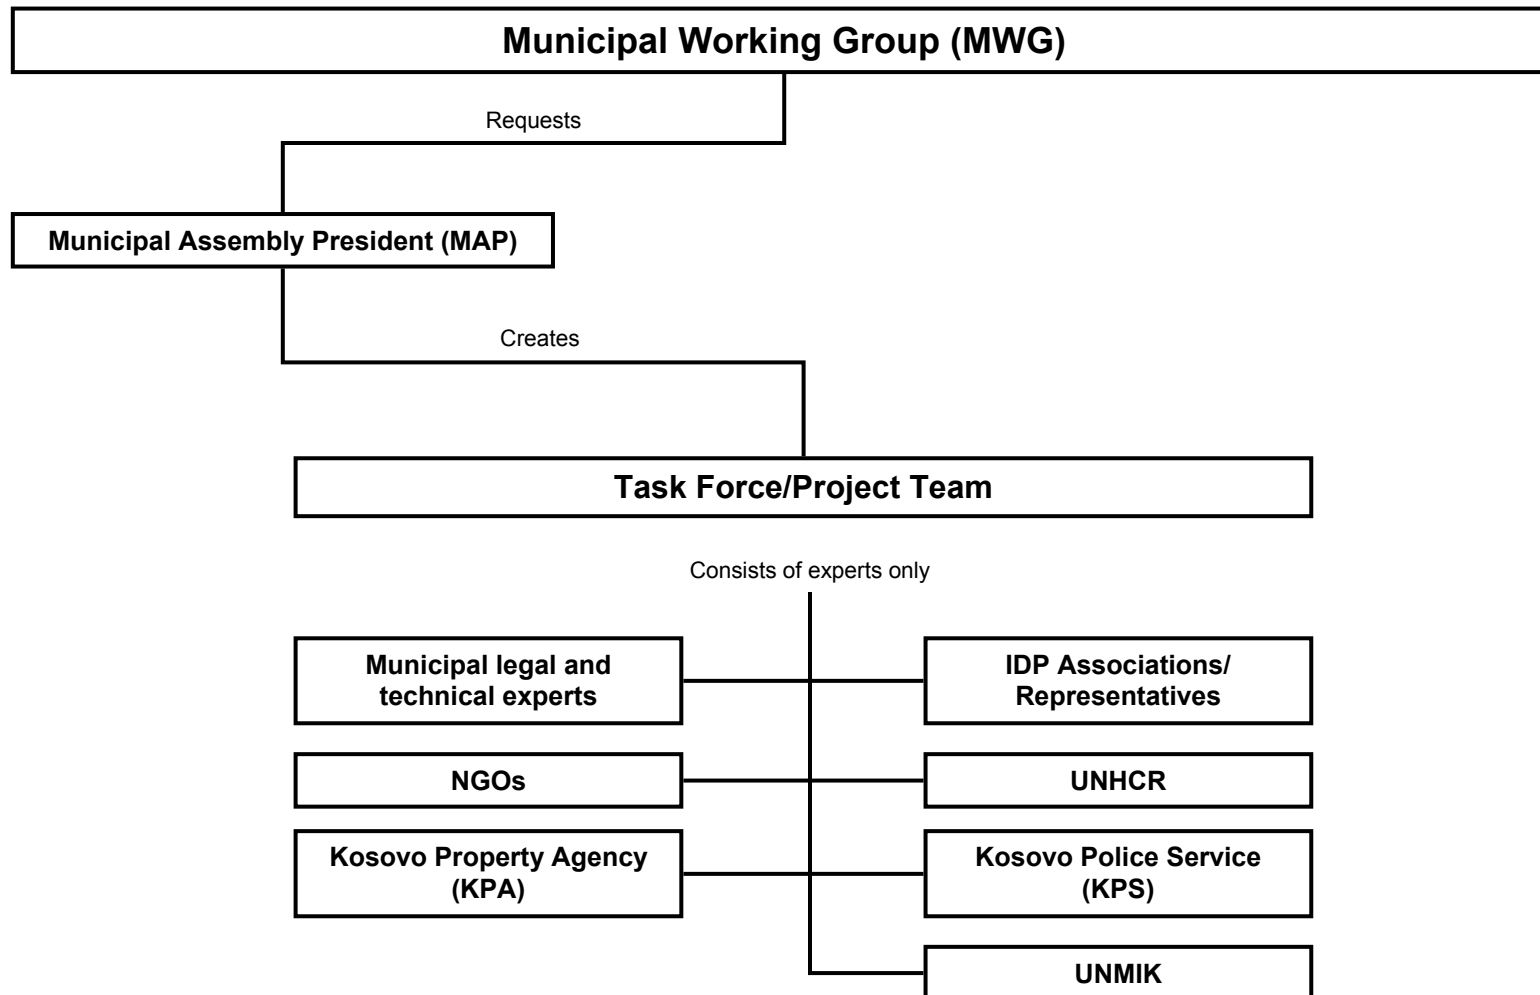 Municipal Working Group (MWG)
Requests
Municipal Assembly President (MAP)
Creates
Task Force/Project Team
Consists of experts only
Municipal legal and
technical experts
IDP Associations/
Representatives
NGOs
UNHCR
Kosovo Property Agency
(KPA)
Kosovo Police Service
(KPS)
UNMIK